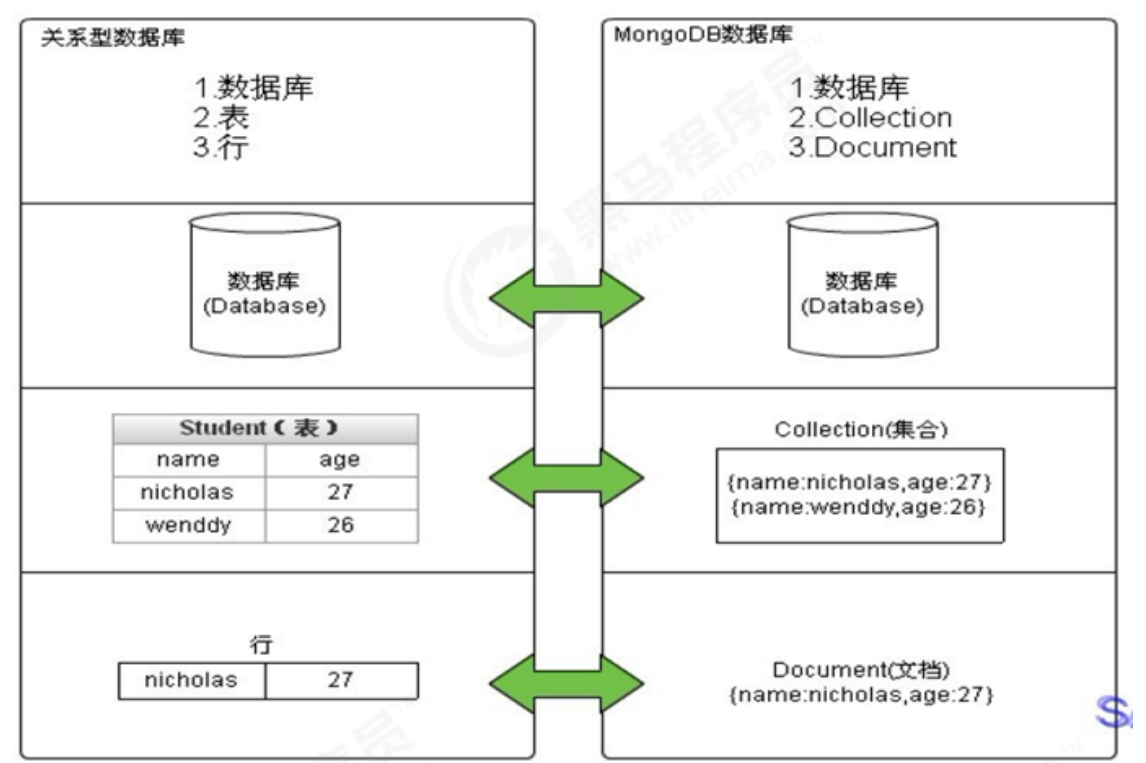 关系型数据库
1.数据库
2.表
3.行
MongoDB数据库
1.数据库
2.Collection
3.Document
数据库
(Database)
数据库
(Database)
Student(表)
name age
nicholas 27
wenddy 26
Collection(集合)
{name:nicholas,age:27}
{name:wenddy,age:26}
行
nicholas 27
Document(文档)
{name:nicholas,age:27}
黑马程序员
www.itheima
程序员